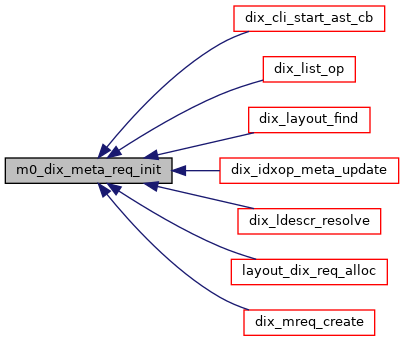 dix_cli_start_ast_cb
dix_list_op
dix_layout_find
m0_dix_meta_req_init
dix_idxop_meta_update
dix_ldescr_resolve
layout_dix_req_alloc
dix_mreq_create